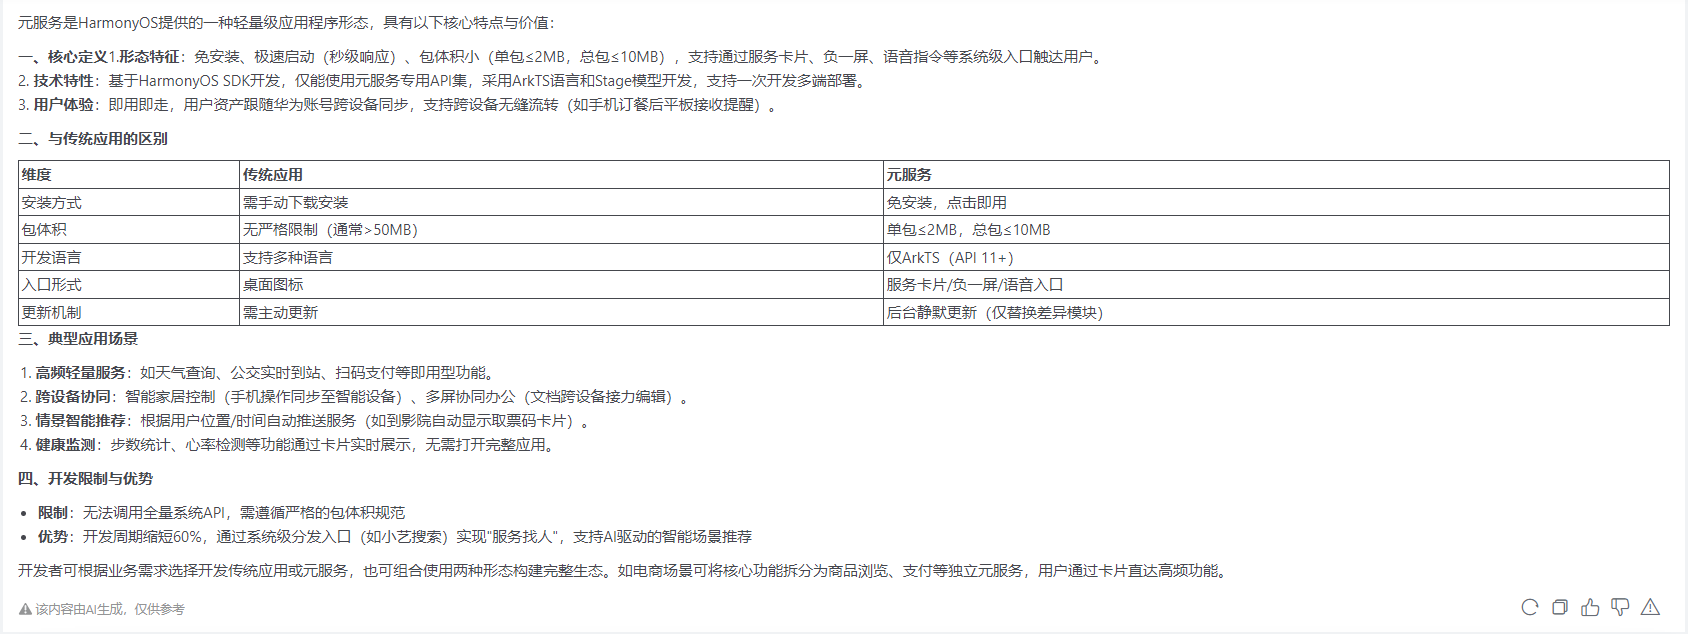 元服务是HarmonyOS提供的一种轻量级应用程序形态，具有以下核心特点与价值：
一、核心定义1.形态特征：免安装、极速启动（秒级响应）、包体积小（单包≤2MB，总包≤10MB），支持通过服务卡片、负一屏、语音指令等系统级入口触达用户。
2. 技术特性：基于HarmonyOS SDK开发，仅能使用元服务专用API集，采用ArkTS语言和Stage模型开发，支持一次开发多端部署。
3. 用户体验：即用即走，用户资产跟随华为账号跨设备同步，支持跨设备无缝流转（如手机订餐后平板接收提醒）。
二、与传统应用的区别
维度 传统应用 元服务
安装方式 需手动下载安装 免安装，点击即用
包体积 无严格限制（通常>50MB） 单包≤2MB，总包≤10MB
开发语言 支持多种语言 仅ArkTS（API 11+）
入口形式 桌面图标 服务卡片/负一屏/语音入口
更新机制 需主动更新 后台静默更新（仅替换差异模块）
三、典型应用场景
1. 高频轻量服务：如天气查询、公交实时到站、扫码支付等即用型功能。
2. 跨设备协同：智能家居控制（手机操作同步至智能设备）、多屏协同办公（文档跨设备接力编辑）。
3. 情景智能推荐：根据用户位置/时间自动推送服务（如到影院自动显示取票码卡片）。
4. 健康监测：步数统计、心率检测等功能通过卡片实时展示，无需打开完整应用。
四、开发限制与优势
• 限制：无法调用全量系统API，需遵循严格的包体积规范
• 优势：开发周期缩短60%，通过系统级分发入口（如小艺搜索）实现"服务找人"，支持AI驱动的智能场景推荐
开发者可根据业务需求选择开发传统应用或元服务，也可组合使用两种形态构建完整生态。如电商场景可将核心功能拆分为商品浏览、支付等独立元服务，用户通过卡片直达高频功能。
该内容由AI生成，仅供参考